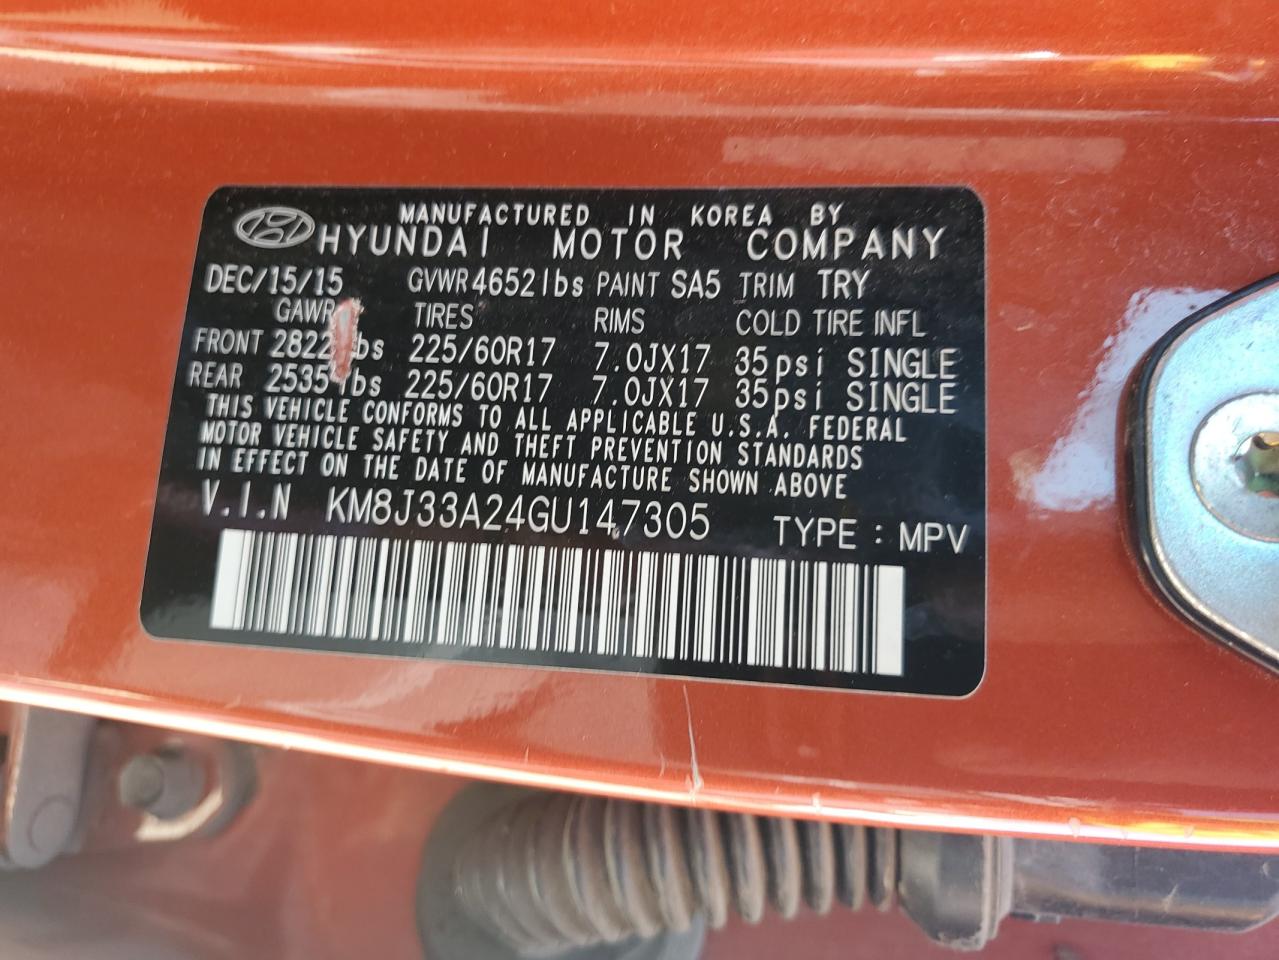 MANUFACTURED IN KOREA BY
HYUNDAI MOTOR COMPANY
DEC/15/15 GVWR 4652lbs PAINT SA5 TRIM TRY
GAWR TIRES RIMS COLD TIRE INFL
FRONT 2822 lbs 225/60R17 7.0JX17 35psi SINGLE
REAR 2535 lbs 225/60R17 7.0JX17 35psi SINGLE
THIS VEHICLE CONFORMS TO ALL APPLICABLE U.S.A. FEDERAL
MOTOR VEHICLE SAFETY AND THEFT PREVENTION STANDARDS
IN EFFECT ON THE DATE OF MANUFACTURE SHOWN ABOVE
V.I.N KM8J33A24GU147305 TYPE : MPV